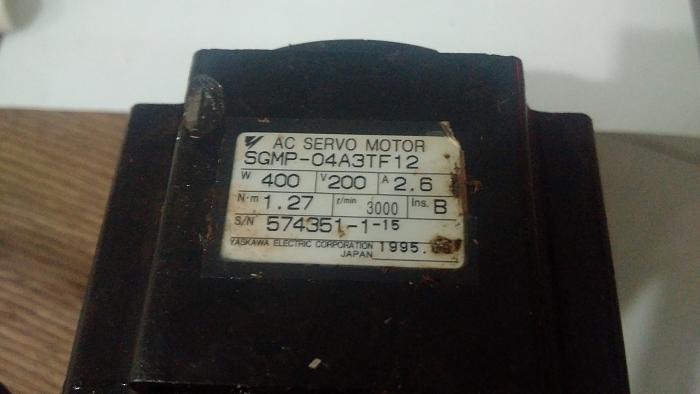 AC SERVO MOTOR
SGMP-04A3TF12
W 400 V 200 A 2.6
N·m 1.27 r/min 3000 Ins. B
S/N 574351-1-15
YASKAWA ELECTRIC CORPORATION 1995.
JAPAN